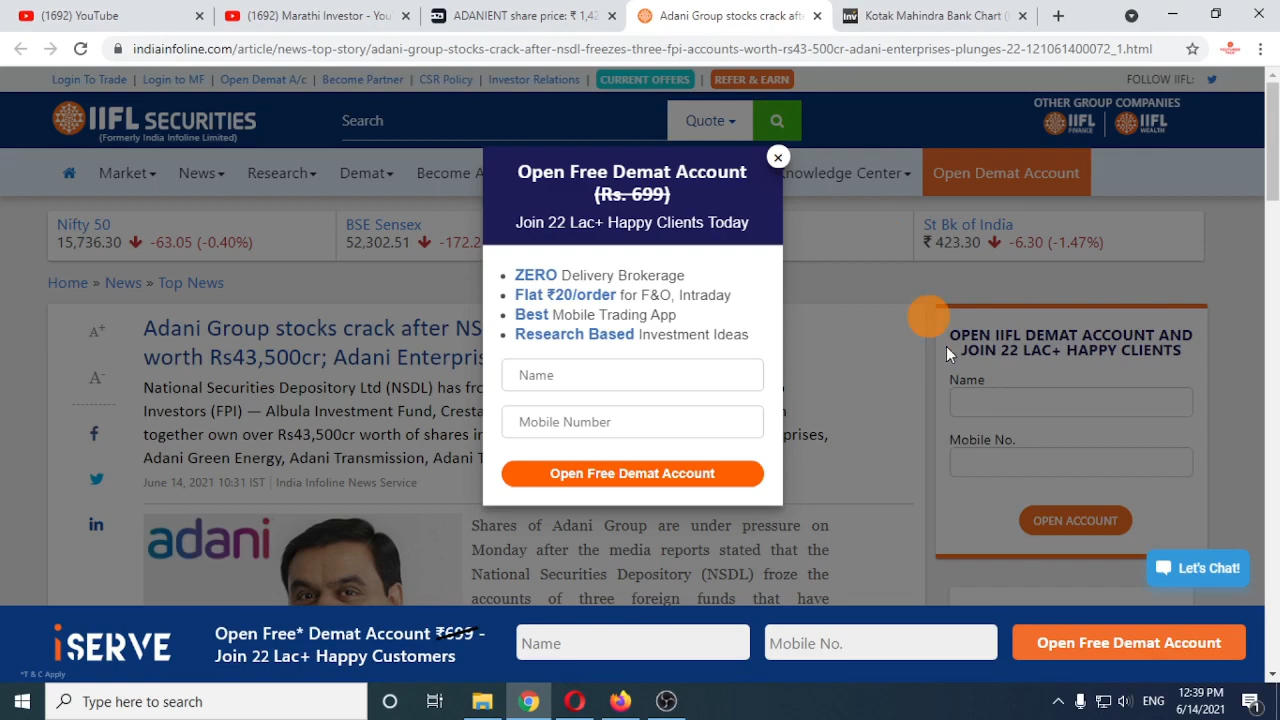 (1692) YouTube
(1692) Marathi Investor - You
ADANIENT share price: ₹ 1,42
Adani Group stocks crack afte
Kotak Mahindra Bank Chart (
indiainfoline.com/article/news-top-story/adani-group-stocks-crack-after-nsdl-freezes-three-fpi-accounts-worth-rs43-500cr-adani-enterprises-plunges-22-121061400072_1.html
Login To Trade | Login to MF | Open Demat A/c | Become Partner | CSR Policy | Investor Relations | CURRENT OFFERS | REFER & EARN
FOLLOW IIFL:
IIFL SECURITIES
(Formerly India Infoline Limited)
Search
Quote
OTHER GROUP COMPANIES
IIFL FINANCE | IIFL WEALTH
Market News Research Demat Become A
Knowledge Center
Open Demat Account
Open Free Demat Account
(Rs. 699)
Join 22 Lac+ Happy Clients Today
ZERO Delivery Brokerage
Flat ₹20/order for F&O, Intraday
Best Mobile Trading App
Research Based Investment Ideas
Name
Mobile Number
Open Free Demat Account
Nifty 50
15,736.30 -63.05 (-0.40%)
BSE Sensex
52,302.51 -172.2
St Bk of India
₹ 423.30 -6.30 (-1.47%)
Home » News » Top News
A+
A-
Adani Group stocks crack after NS
worth Rs43,500cr; Adani Enterpris
National Securities Depository Ltd (NSDL) has fro
Investors (FPI) — Albula Investment Fund, Cresta
together own over Rs43,500cr worth of shares in
prises,
Adani Green Energy, Adani Transmission, Adani T
June 14, 2021 10:31 IST | India Infoline News Service
adani
Shares of Adani Group are under pressure on
Monday after the media reports stated that the
National Securities Depository (NSDL) froze the
accounts of three foreign funds that have
OPEN IIFL DEMAT ACCOUNT AND
JOIN 22 LAC+ HAPPY CLIENTS
Name
Mobile No.
OPEN ACCOUNT
Let's Chat!
iSERVE
*T & C Apply
Open Free* Demat Account ₹699 -
Join 22 Lac+ Happy Customers
Name
Mobile No.
Open Free Demat Account
Type here to search
ENG
12:39 PM
6/14/2021
1